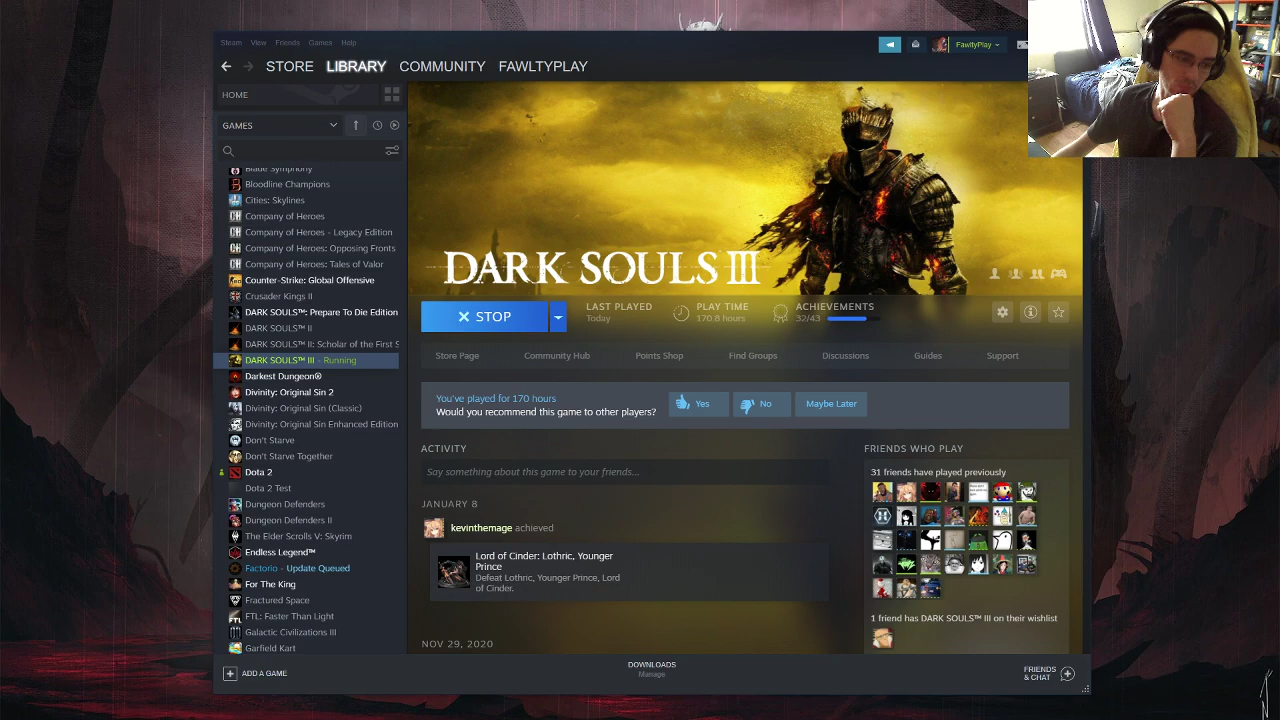 Steam View Friends Games Help
FawltyPlay
STORE LIBRARY COMMUNITY FAWLTYPLAY
HOME
GAMES
Blade Symphony
Bloodline Champions
Cities: Skylines
Company of Heroes
Company of Heroes - Legacy Edition
Company of Heroes: Opposing Fronts
Company of Heroes: Tales of Valor
Counter-Strike: Global Offensive
Crusader Kings II
DARK SOULS™: Prepare To Die Edition
DARK SOULS™ II
DARK SOULS™ II: Scholar of the First S
DARK SOULS™ III - Running
Darkest Dungeon®
Divinity: Original Sin 2
Divinity: Original Sin (Classic)
Divinity: Original Sin Enhanced Edition
Don't Starve
Don't Starve Together
Dota 2
Dota 2 Test
Dungeon Defenders
Dungeon Defenders II
The Elder Scrolls V: Skyrim
Endless Legend™
Factorio - Update Queued
For The King
Fractured Space
FTL: Faster Than Light
Galactic Civilizations III
Garfield Kart
ADD A GAME
DARK SOULS III
STOP
LAST PLAYED
Today
PLAY TIME
170.8 hours
ACHIEVEMENTS
32/43
Store Page Community Hub Points Shop Find Groups Discussions Guides Support
You've played for 170 hours
Would you recommend this game to other players?
Yes No Maybe Later
ACTIVITY
Say something about this game to your friends...
JANUARY 8
kevinthemage achieved
Lord of Cinder: Lothric, Younger
Prince
Defeat Lothric, Younger Prince, Lord
of Cinder.
NOV 29, 2020
FRIENDS WHO PLAY
31 friends have played previously
1 friend has DARK SOULS™ III on their wishlist
DOWNLOADS
Manage
FRIENDS
& CHAT